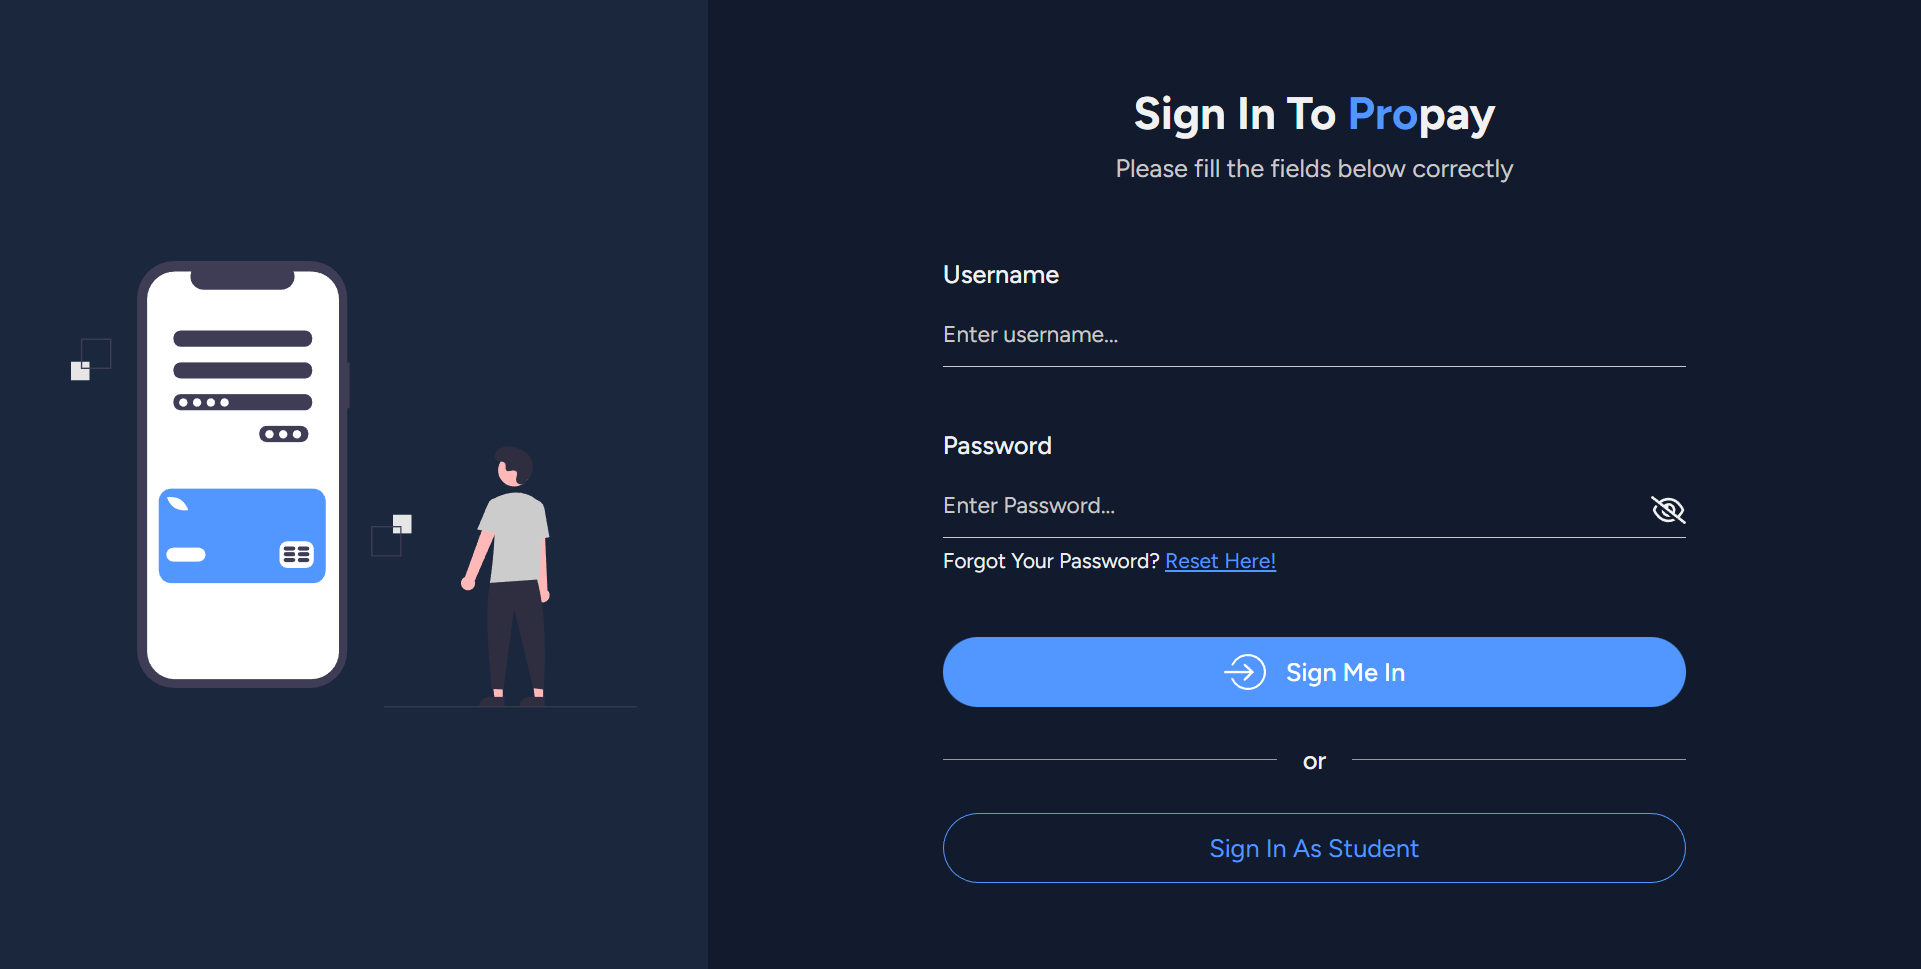 Sign In To Propay
Please fill the fields below correctly
Username
Enter username...
Password
Enter Password...
Forgot Your Password? Reset Here!
Sign Me In
or
Sign In As Student